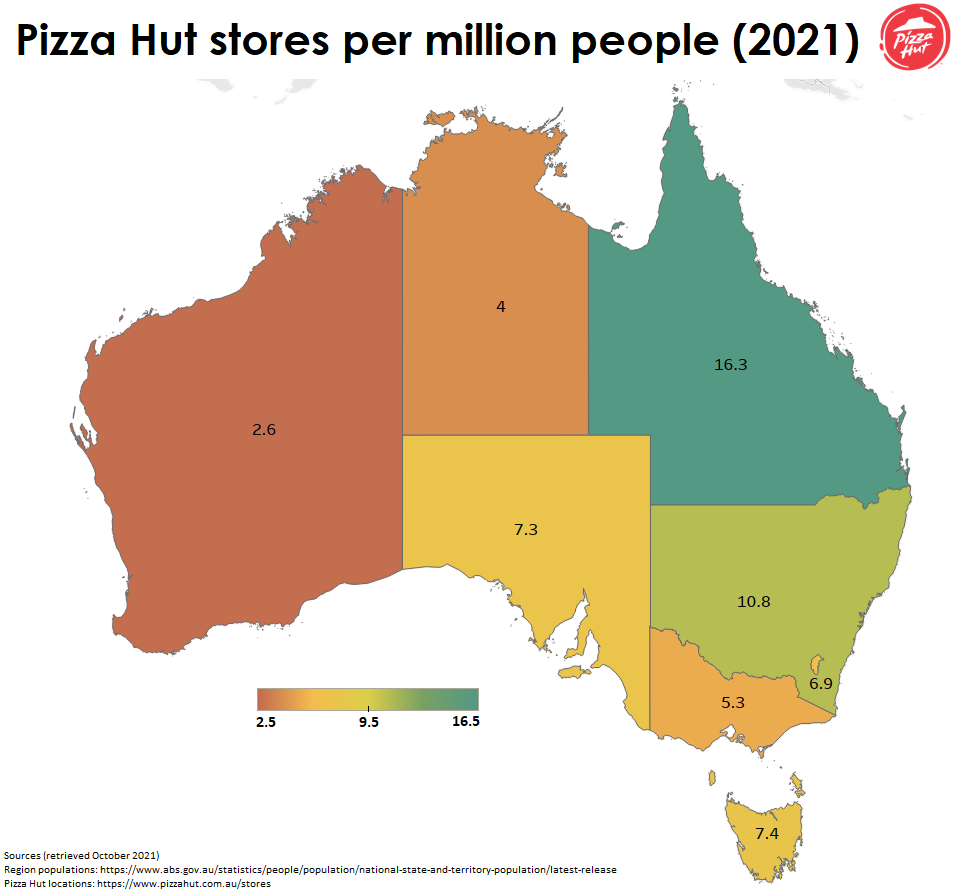 Pizza Hut stores per million people (2021)
Pizza
Hut
4
16.3
2.6
7.3
10.8
6.9
5.3
2.5
9.5
16.5
7.4
Sources (retrieved October 2021)
Region populations: https://www.abs.gov.au/statistics/people/population/national-state-and-territory-population/latest-release
Pizza Hut locations: https://www.pizzahut.com.au/stores